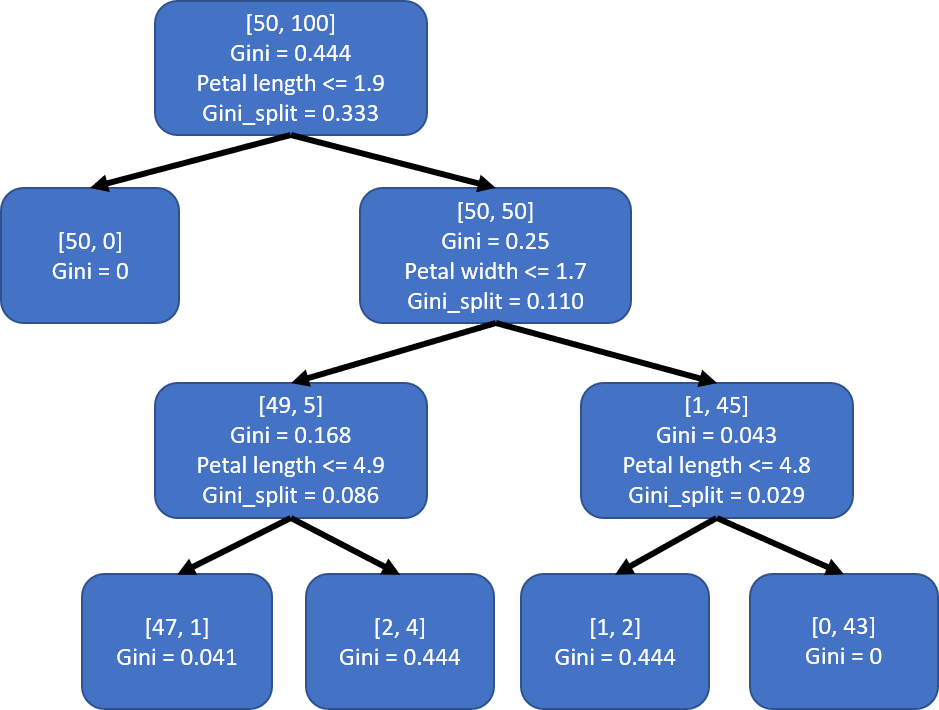 [50, 100]
Gini = 0.444
Petal length <= 1.9
Gini_split = 0.333
[50, 0]
Gini = 0
[50, 50]
Gini = 0.25
Petal width <= 1.7
Gini_split = 0.110
[49, 5]
Gini = 0.168
Petal length <= 4.9
Gini_split = 0.086
[1, 45]
Gini = 0.043
Petal length <= 4.8
Gini_split = 0.029
[47, 1]
Gini = 0.041
[2, 4]
Gini = 0.444
[1, 2]
Gini = 0.444
[0, 43]
Gini = 0